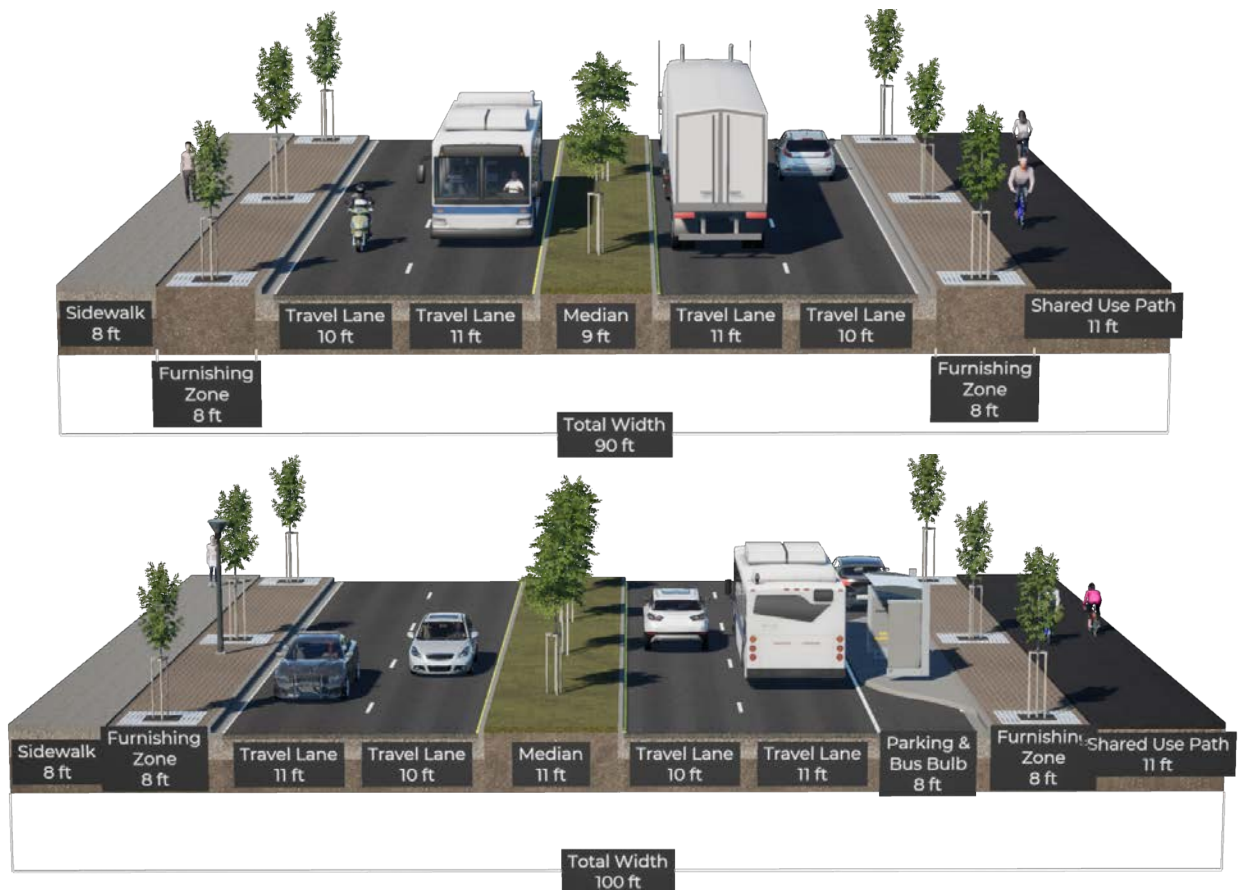 Sidewalk
8 ft
Furnishing
Zone
8 ft
Travel Lane
10 ft
Travel Lane
11 ft
Median
9 ft
Travel Lane
11 ft
Travel Lane
10 ft
Furnishing
Zone
8 ft
Shared Use Path
11 ft
Total Width
90 ft
Sidewalk
8 ft
Furnishing
Zone
8 ft
Travel Lane
11 ft
Travel Lane
10 ft
Median
11 ft
Travel Lane
10 ft
Travel Lane
11 ft
Parking &
Bus Bulb
8 ft
Furnishing
Zone
8 ft
Shared Use Path
11 ft
Total Width
100 ft